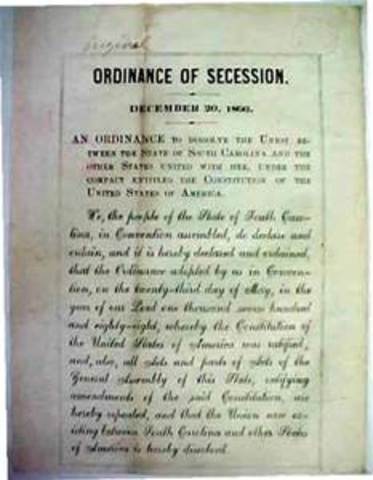 Original
ORDINANCE OF SECESSION.
DECEMBER 20, 1860.
AN ORDINANCE TO DISSOLVE THE UNION BE-
TWEEN THE STATE OF SOUTH CAROLINA AND THE
OTHER STATES UNITED WITH HER, UNDER THE
COMPACT ENTITLED THE CONSTITUTION OF THE
UNITED STATES OF AMERICA.
We, the people of the State of South Caro-
lina, in Convention assembled, do declare and
ordain, and it is hereby declared and ordained,
that the Ordinance adopted by us in Conven-
tion, on the twenty-third day of May, in the
year of our Lord one thousand seven hundred
and eighty-eight, whereby the Constitution of
the United States of America was ratified,
and, also, all Acts and parts of Acts of the
General Assembly of this State, ratifying
amendments of the said Constitution, are
hereby repealed, and that the Union now ex-
isting between South Carolina and other States
of America is hereby dissolved.